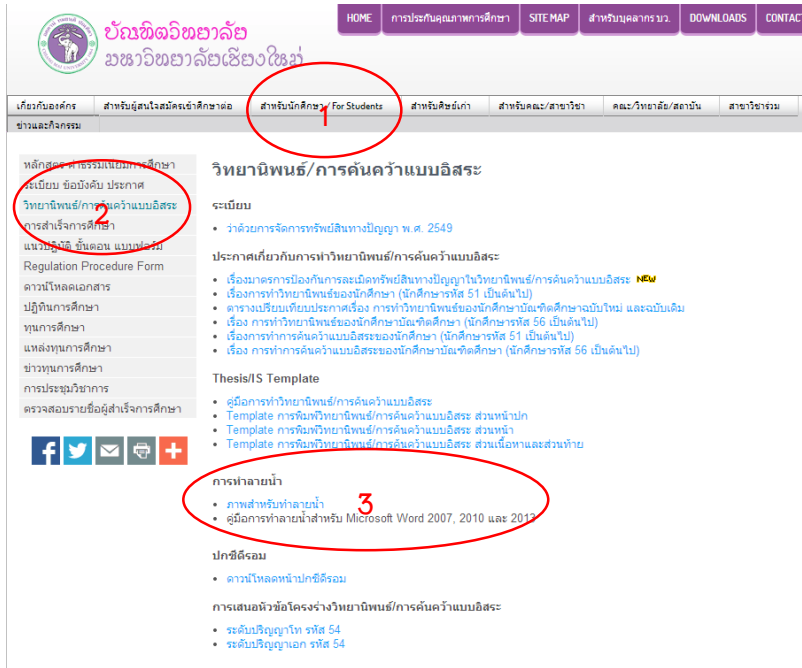 บัณฑิตวิทยาลัย
มหาวิทยาลัยเชียงใหม่
HOME การประกันคุณภาพการศึกษา SITE MAP สำหรับบุคลากร บว. DOWNLOADS CONTACT
เกี่ยวกับองค์กร สำหรับผู้สนใจสมัครเข้าศึกษาต่อ สำหรับนักศึกษา / For Students สำหรับศิษย์เก่า สำหรับคณะ/สาขาวิชา คณะ/วิทยาลัย/สถาบัน สาขาวิชาร่วม
1
ข่าวและกิจกรรม
หลักสูตร ค่าธรรมเนียมการศึกษา
ระเบียบ ข้อบังคับ ประกาศ
วิทยานิพนธ์/การค้นคว้าแบบอิสระ
2
การสำเร็จการศึกษา
แนวปฏิบัติ ขั้นตอน แบบฟอร์ม
Regulation Procedure Form
ดาวน์โหลดเอกสาร
ปฏิทินการศึกษา
ทุนการศึกษา
แหล่งทุนการศึกษา
ข่าวทุนการศึกษา
การประชุมวิชาการ
ตรวจสอบรายชื่อผู้สำเร็จการศึกษา
วิทยานิพนธ์/การค้นคว้าแบบอิสระ
ระเบียบ
ว่าด้วยการจัดการทรัพย์สินทางปัญญา พ.ศ. 2549
ประกาศเกี่ยวกับการทำวิทยานิพนธ์/การค้นคว้าแบบอิสระ
เรื่องมาตรการป้องกันการละเมิดทรัพย์สินทางปัญญาในวิทยานิพนธ์/การค้นคว้าแบบอิสระ NEW
เรื่องการทำวิทยานิพนธ์ของนักศึกษา (นักศึกษารหัส 51 เป็นต้นไป)
ตารางเปรียบเทียบประกาศเรื่อง การทำวิทยานิพนธ์ของนักศึกษาบัณฑิตศึกษาฉบับใหม่ และฉบับเดิม
เรื่อง การทำวิทยานิพนธ์ของนักศึกษาบัณฑิตศึกษา (นักศึกษารหัส 56 เป็นต้นไป)
เรื่องการทำการค้นคว้าแบบอิสระของนักศึกษา (นักศึกษารหัส 51 เป็นต้นไป)
เรื่อง การทำการค้นคว้าแบบอิสระของนักศึกษาบัณฑิตศึกษา (นักศึกษารหัส 56 เป็นต้นไป)
Thesis/IS Template
คู่มือการทำวิทยานิพนธ์/การค้นคว้าแบบอิสระ
Template การพิมพ์วิทยานิพนธ์/การค้นคว้าแบบอิสระ ส่วนหน้าปก
Template การพิมพ์วิทยานิพนธ์/การค้นคว้าแบบอิสระ ส่วนหน้า
Template การพิมพ์วิทยานิพนธ์/การค้นคว้าแบบอิสระ ส่วนเนื้อหาและส่วนท้าย
การทำลายน้ำ
ภาพสำหรับทำลายน้ำ
3
คู่มือการทำลายน้ำสำหรับ Microsoft Word 2007, 2010 และ 2013
ปกซีดีรอม
ดาวน์โหลดหน้าปกซีดีรอม
การเสนอหัวข้อโครงร่างวิทยานิพนธ์/การค้นคว้าแบบอิสระ
ระดับปริญญาโท รหัส 54
ระดับปริญญาเอก รหัส 54